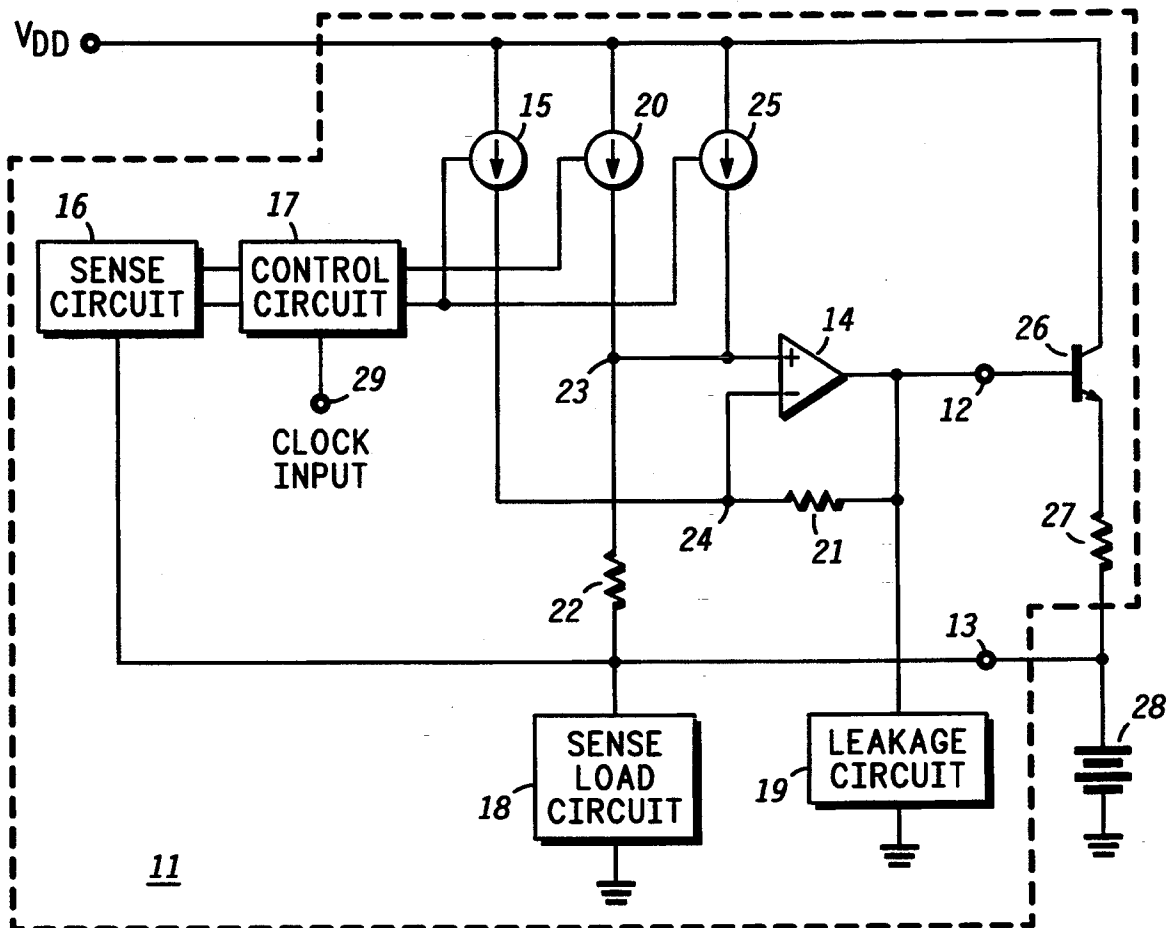 VDD
15
20
25
16
17
SENSE
CIRCUIT
CONTROL
CIRCUIT
14
26
+
−
23
29
12
CLOCK
INPUT
24
21
27
22
13
28
SENSE
LOAD
CIRCUIT
18
LEAKAGE
CIRCUIT
19
11